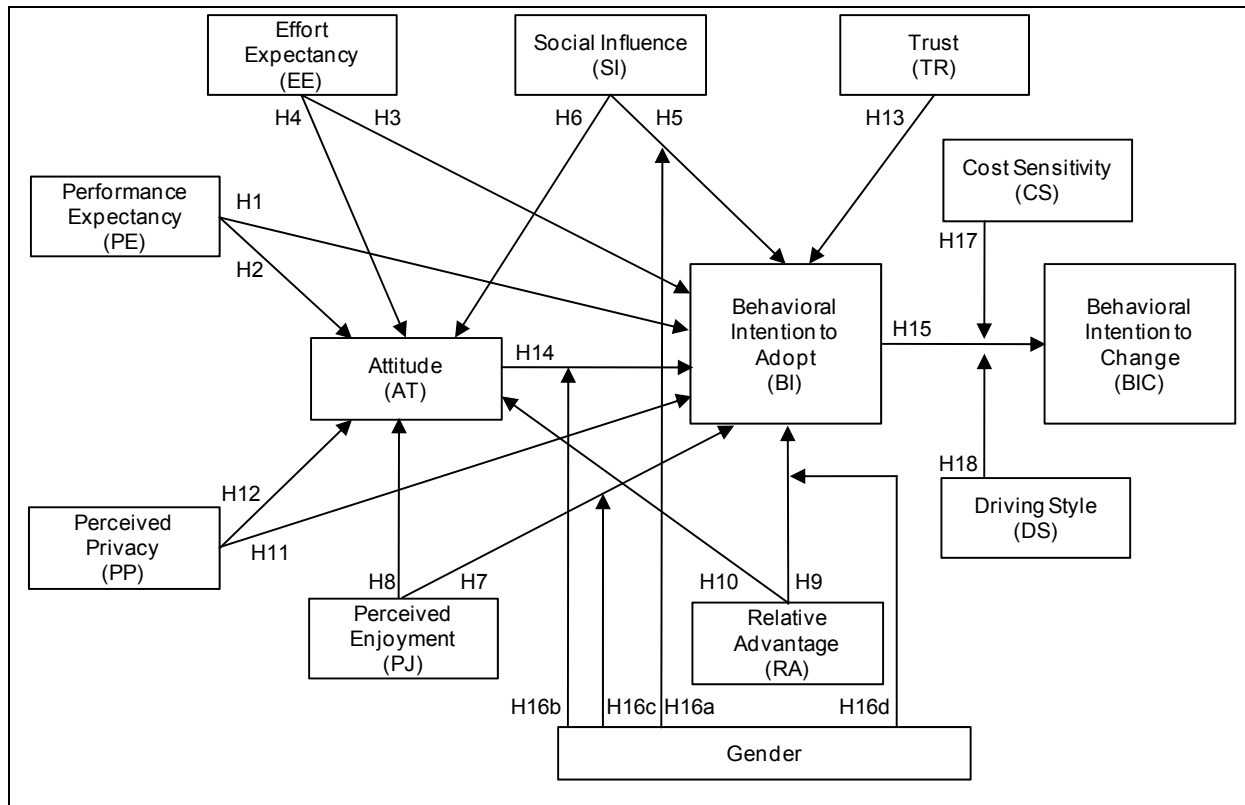 Effort
Expectancy
(EE)
Social Influence
(SI)
Trust
(TR)
H4
H3
H6
H5
H13
Cost Sensitivity
(CS)
Performance
Expectancy
(PE)
H1
H2
H17
Behavioral
Intention to
Adopt
(BI)
Behavioral
Intention to
Change
(BIC)
H15
Attitude
(AT)
H14
H18
Driving Style
(DS)
H12
H11
Perceived
Privacy
(PP)
H8
H7
H10
H9
Perceived
Enjoyment
(PJ)
Relative
Advantage
(RA)
H16b
H16c
H16a
H16d
Gender